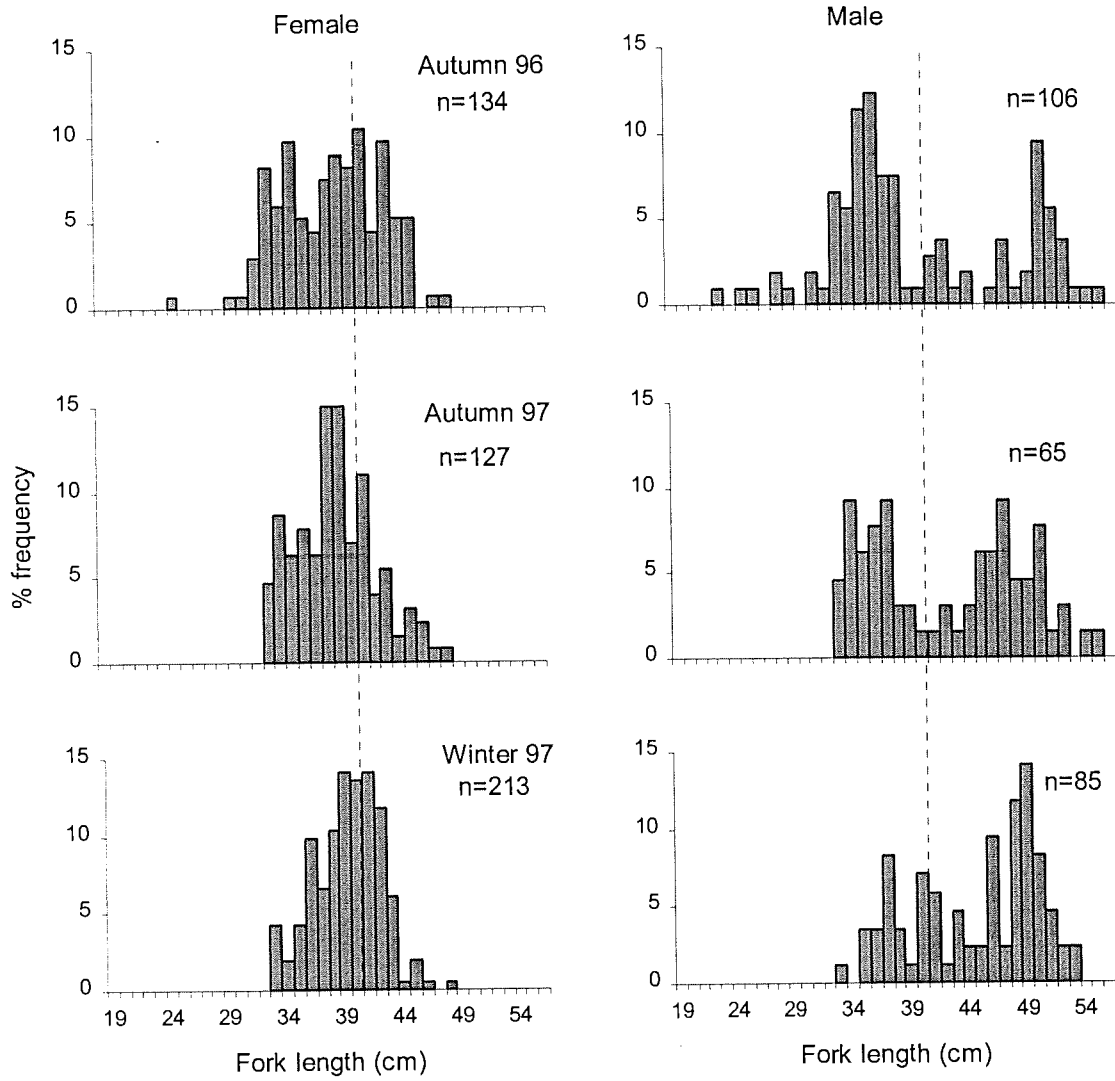 Female
Male
15
10
5
0
Autumn 96
n=134
15
10
5
0
n=106
% frequency
15
10
5
0
Autumn 97
n=127
15
10
5
0
n=65
15
10
5
0
Winter 97
n=213
15
10
5
0
n=85
19 24 29 34 39 44 49 54
19 24 29 34 39 44 49 54
Fork length (cm)
Fork length (cm)